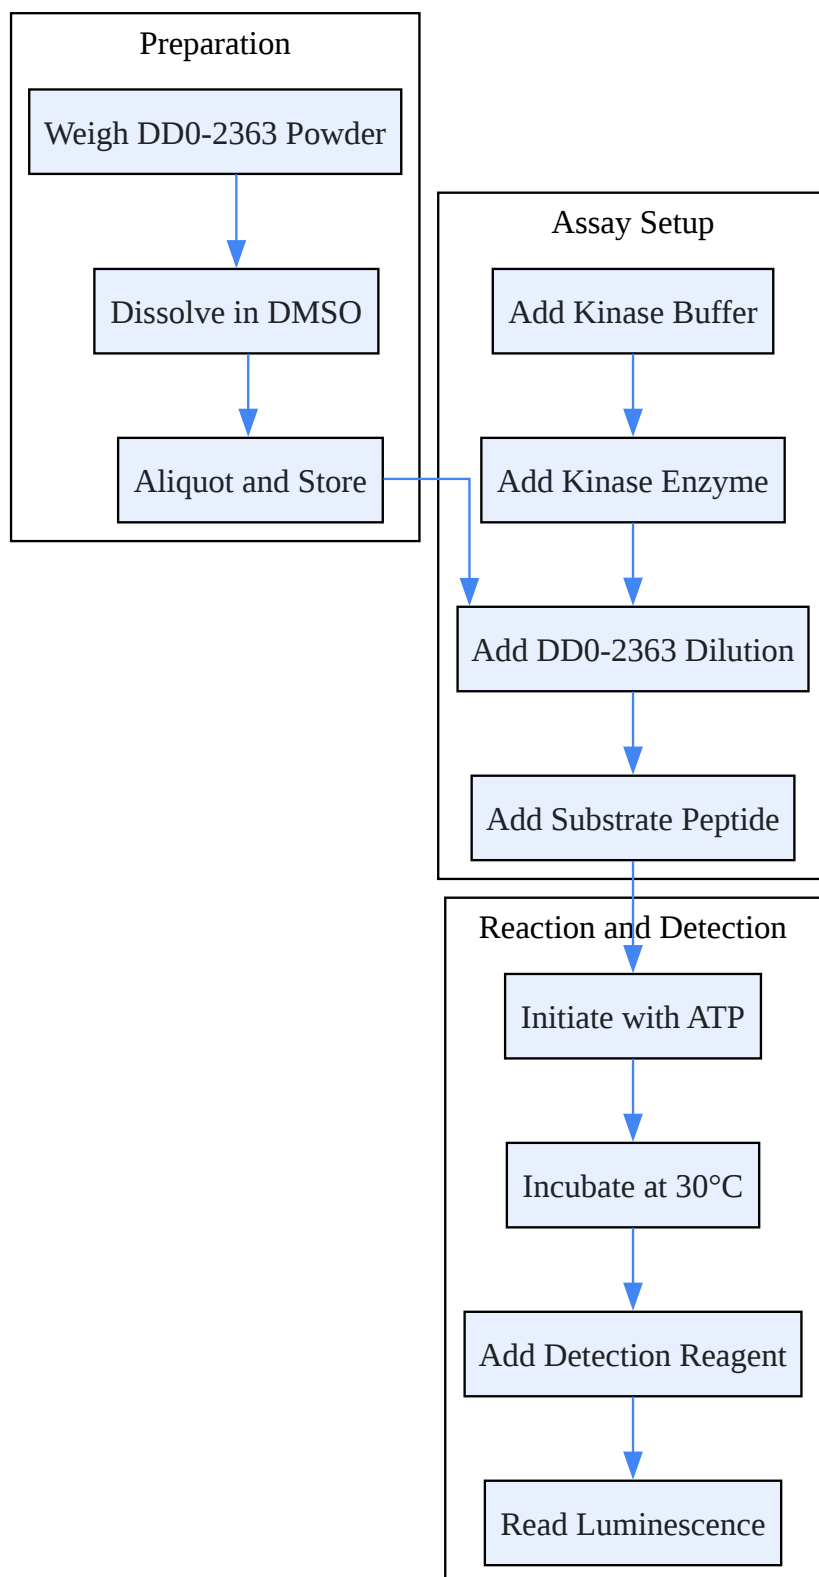 Preparation
Weigh DD0-2363 Powder
Dissolve in DMSO
Aliquot and Store
Assay Setup
Add Kinase Buffer
Add Kinase Enzyme
Add DD0-2363 Dilution
Add Substrate Peptide
Reaction and Detection
Initiate with ATP
Incubate at 30°C
Add Detection Reagent
Read Luminescence